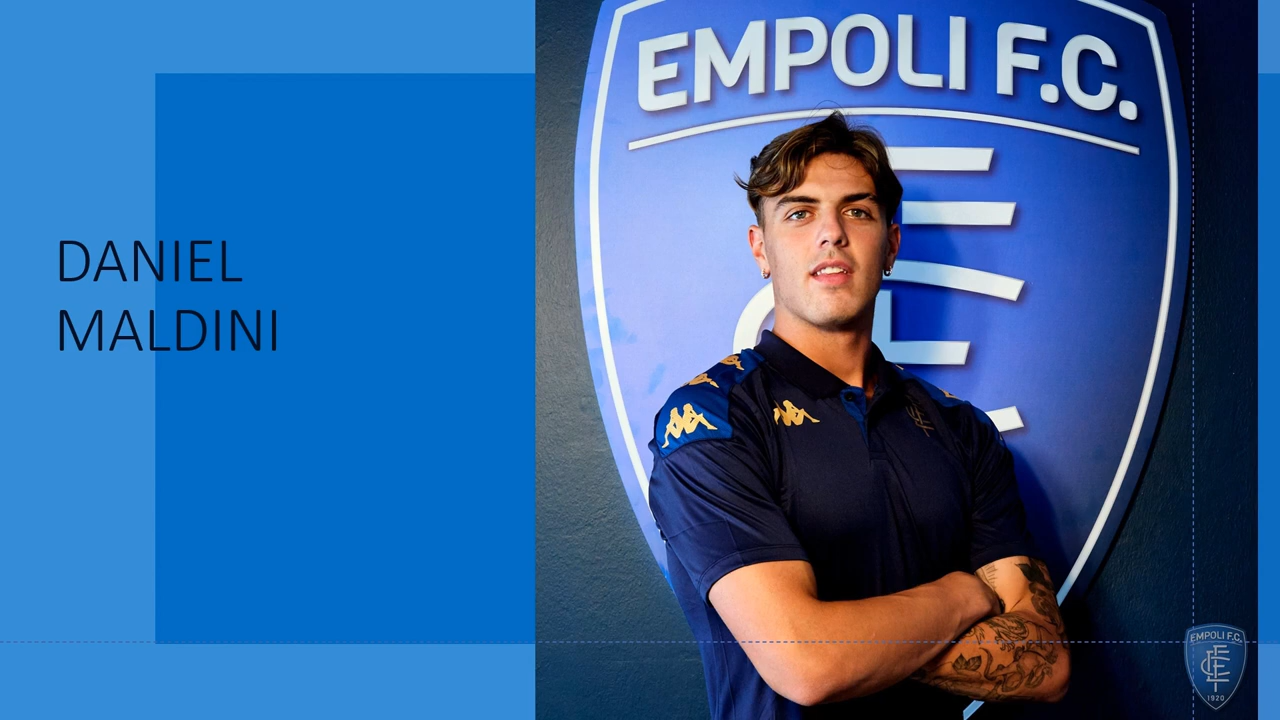 DANIEL
MALDINI
EMPOLI F.C.
EMPOLI F.C.
1920